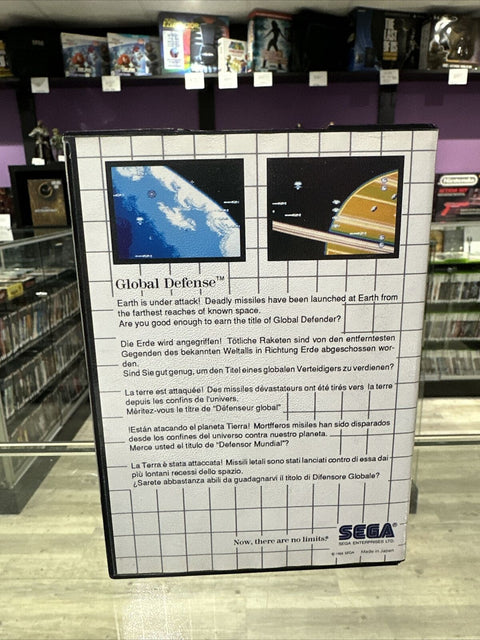 Global Defense™
Earth is under attack! Deadly missiles have been launched at Earth from
the farthest reaches of known space.
Are you good enough to earn the title of Global Defender?
Die Erde wird angegriffen! Tötliche Raketen sind von den entferntesten
Gegenden des bekannten Weltalls in Richtung Erde abgeschossen wor-
den.
Sind Sie gut genug, um den Titel eines globalen Verteidigers zu verdienen?
La terre est attaquée! Des missiles dévastateurs ont été tirés vers la terre
depuis les confins de l'univers.
Méritez-vous le titre de "Défenseur global"
!Están atacando el planeta Tierra! Mortfferos misiles han sido disparados
desde los confines del universo contra nuestro planeta.
Merce usted el titulo de "Defensor Mundial"?
La Terra è stata attaccata! Missili letali sono stati lanciati contro di essa dai
più lontani recessi dello spazio.
¿Sarete abbastanza abili da guadagnarvi il titolo di Difensore Globale?
Now, there are no limits.®
SEGA®
SEGA ENTERPRISES LTD.
SEGA Made in Japan